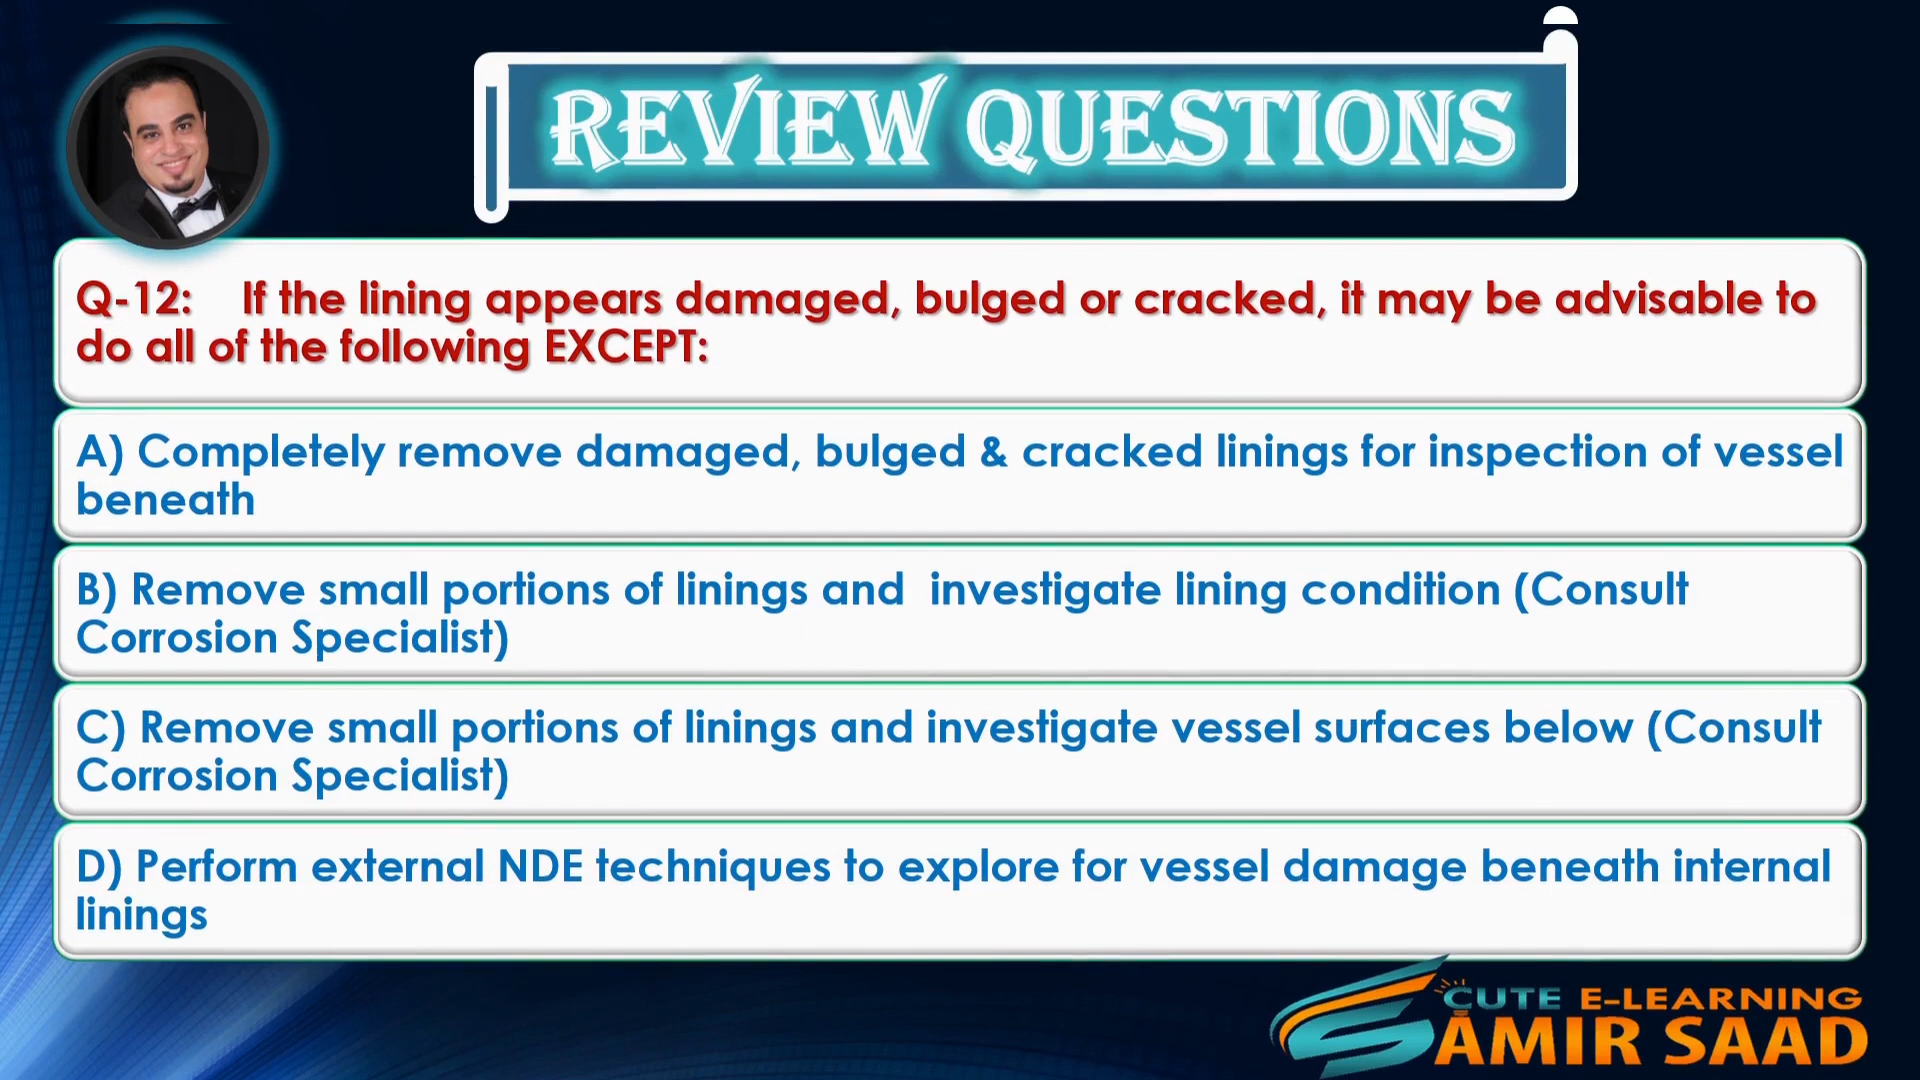 REVIEW QUESTIONS
Q-12: If the lining appears damaged, bulged or cracked, it may be advisable to
do all of the following EXCEPT:
A) Completely remove damaged, bulged & cracked linings for inspection of vessel
beneath
B) Remove small portions of linings and investigate lining condition (Consult
Corrosion Specialist)
C) Remove small portions of linings and investigate vessel surfaces below (Consult
Corrosion Specialist)
D) Perform external NDE techniques to explore for vessel damage beneath internal
linings
CUTE E-LEARNING
AMIR SAAD